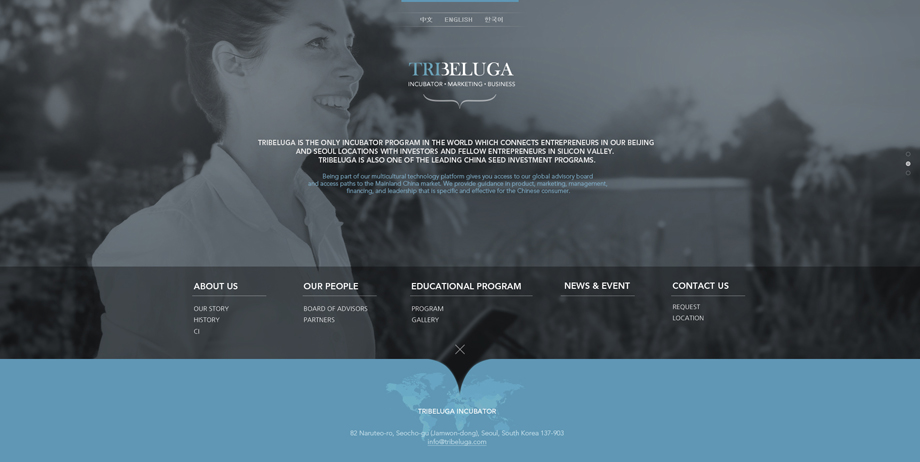 中文 ENGLISH 한국어
TRIBELUGA
INCUBATOR • MARKETING • BUSINESS
TRIBELUGA IS THE ONLY INCUBATOR PROGRAM IN THE WORLD WHICH CONNECTS ENTREPRENEURS IN OUR BEIJING
AND SEOUL LOCATIONS WITH INVESTORS AND FELLOW ENTREPRENEURS IN SILICON VALLEY.
TRIBELUGA IS ALSO ONE OF THE LEADING CHINA SEED INVESTMENT PROGRAMS.
Being part of our multicultural technology platform gives you access to our global advisory board
and access paths to the Mainland China market. We provide guidance in product, marketing, management,
financing, and leadership that is specific and effective for the Chinese consumer.
ABOUT US
OUR STORY
HISTORY
CI
OUR PEOPLE
BOARD OF ADVISORS
PARTNERS
EDUCATIONAL PROGRAM
PROGRAM
GALLERY
NEWS & EVENT
CONTACT US
REQUEST
LOCATION
TRIBELUGA INCUBATOR
82 Naruteo-ro, Seocho-gu (Jamwon-dong), Seoul, South Korea 137-903
info@tribeluga.com